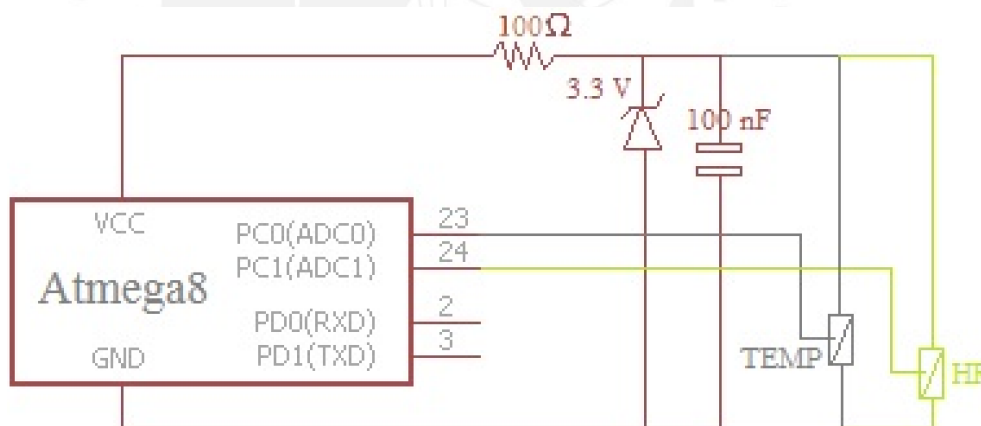 100Ω
3.3 V
100 nF
VCC
PC0(ADC0)
23
PC1(ADC1)
24
Atmega8
PD0(RXD)
2
PD1(TXD)
3
GND
TEMP